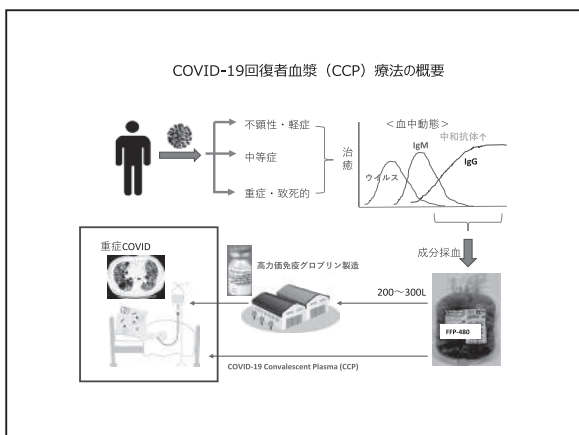 COVID-19回復者血漿（CCP）療法の概要
不顕性・軽症
中等症
重症・致死的
治癒
＜血中動態＞
中和抗体↑
IgM
IgG
ウイルス
成分採血
重症COVID
高力価免疫グロブリン製造
200～300L
FFP-480
COVID-19 Convalescent Plasma (CCP)